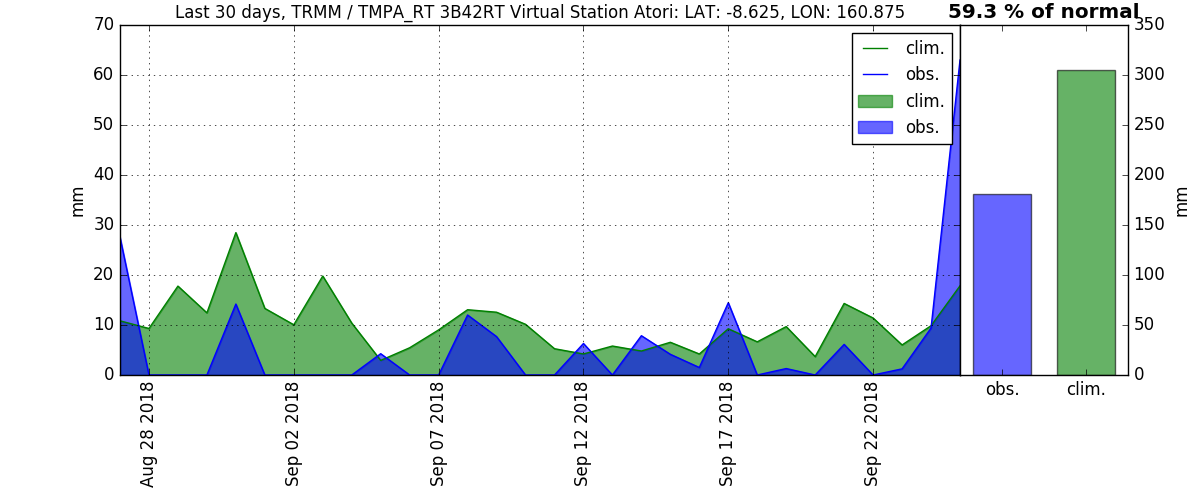 Last 30 days, TRMM / TMPA_RT 3B42RT Virtual Station Atori: LAT: -8.625, LON: 160.875
59.3 % of normal
70
60
50
40
30
20
10
0
mm
clim.
obs.
clim.
obs.
350
300
250
200
150
100
50
0
mm
Aug 28 2018
Sep 02 2018
Sep 07 2018
Sep 12 2018
Sep 17 2018
Sep 22 2018
obs.
clim.